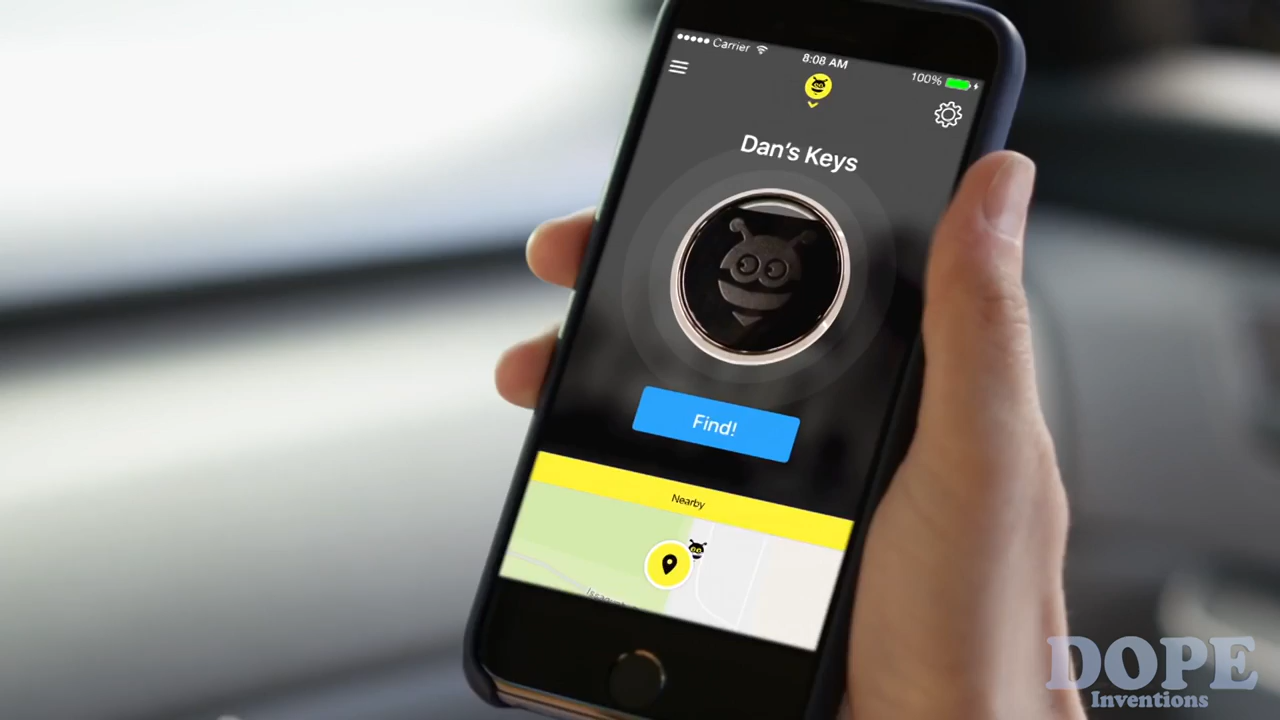 Carrier
8:08 AM
100%
Dan's Keys
Find!
Nearby
DOPE
Inventions